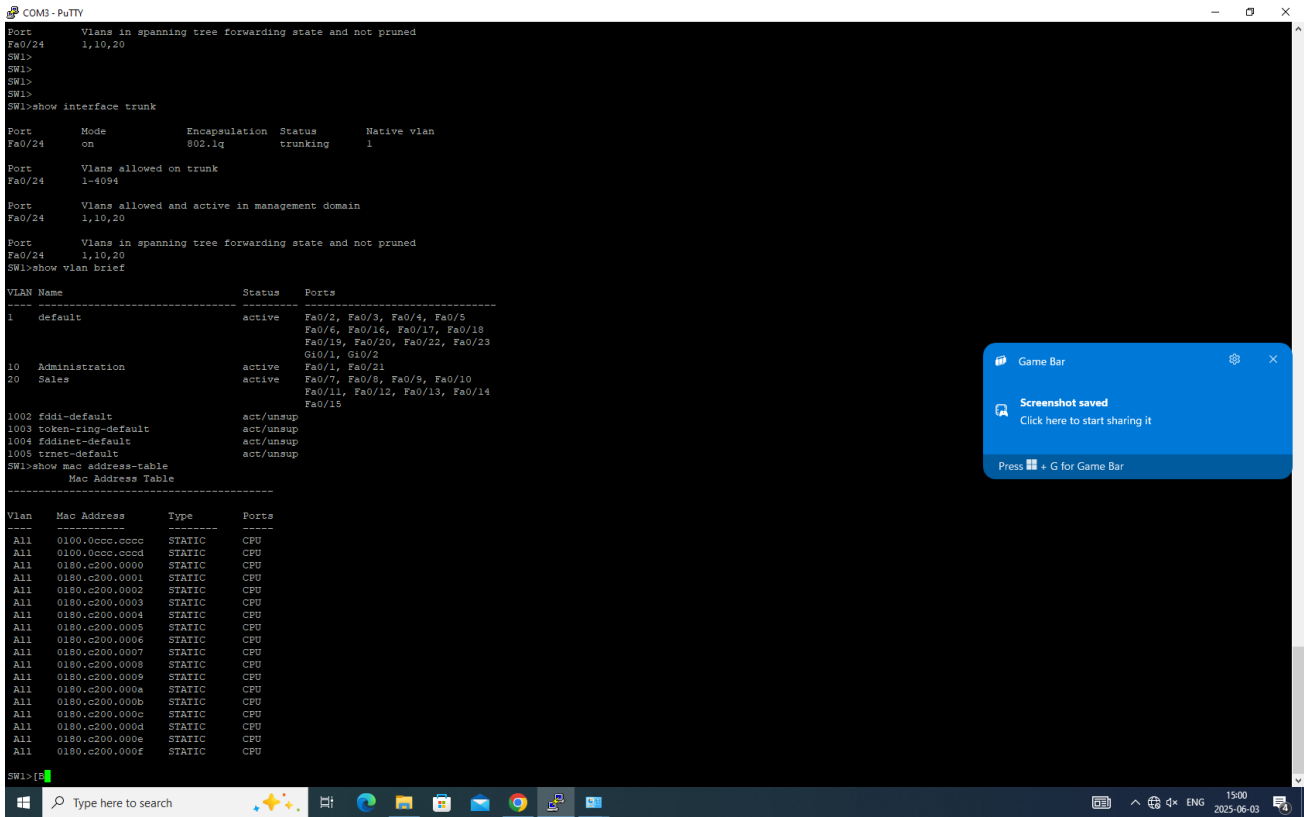 COM3 - PuTTY
Port        Vlans in spanning tree forwarding state and not pruned
Fa0/24      1,10,20
SW1>
SW1>
SW1>
SW1>
SW1>show interface trunk
Port        Mode             Encapsulation  Status        Native vlan
Fa0/24      on               802.1q         trunking      1
Port        Vlans allowed on trunk
Fa0/24      1-4094
Port        Vlans allowed and active in management domain
Fa0/24      1,10,20
Port        Vlans in spanning tree forwarding state and not pruned
Fa0/24      1,10,20
SW1>show vlan brief
VLAN Name                             Status    Ports
---- -------------------------------- --------- -------------------------------
1    default                          active    Fa0/2, Fa0/3, Fa0/4, Fa0/5
                                                Fa0/6, Fa0/16, Fa0/17, Fa0/18
                                                Fa0/19, Fa0/20, Fa0/22, Fa0/23
                                                Gi0/1, Gi0/2
10   Administration                   active    Fa0/1, Fa0/21
20   Sales                            active    Fa0/7, Fa0/8, Fa0/9, Fa0/10
                                                Fa0/11, Fa0/12, Fa0/13, Fa0/14
                                                Fa0/15
1002 fddi-default                     act/unsup
1003 token-ring-default               act/unsup
1004 fddinet-default                  act/unsup
1005 trnet-default                    act/unsup
SW1>show mac address-table
          Mac Address Table
-------------------------------------------
Vlan    Mac Address       Type        Ports
----    -----------       --------    -----
 All    0100.0ccc.cccc    STATIC      CPU
 All    0100.0ccc.cccd    STATIC      CPU
 All    0180.c200.0000    STATIC      CPU
 All    0180.c200.0001    STATIC      CPU
 All    0180.c200.0002    STATIC      CPU
 All    0180.c200.0003    STATIC      CPU
 All    0180.c200.0004    STATIC      CPU
 All    0180.c200.0005    STATIC      CPU
 All    0180.c200.0006    STATIC      CPU
 All    0180.c200.0007    STATIC      CPU
 All    0180.c200.0008    STATIC      CPU
 All    0180.c200.0009    STATIC      CPU
 All    0180.c200.000a    STATIC      CPU
 All    0180.c200.000b    STATIC      CPU
 All    0180.c200.000c    STATIC      CPU
 All    0180.c200.000d    STATIC      CPU
 All    0180.c200.000e    STATIC      CPU
 All    0180.c200.000f    STATIC      CPU
SW1>[B
Game Bar
Screenshot saved
Click here to start sharing it
Press + G for Game Bar
Type here to search
ENG
15:00
2025-06-03
4